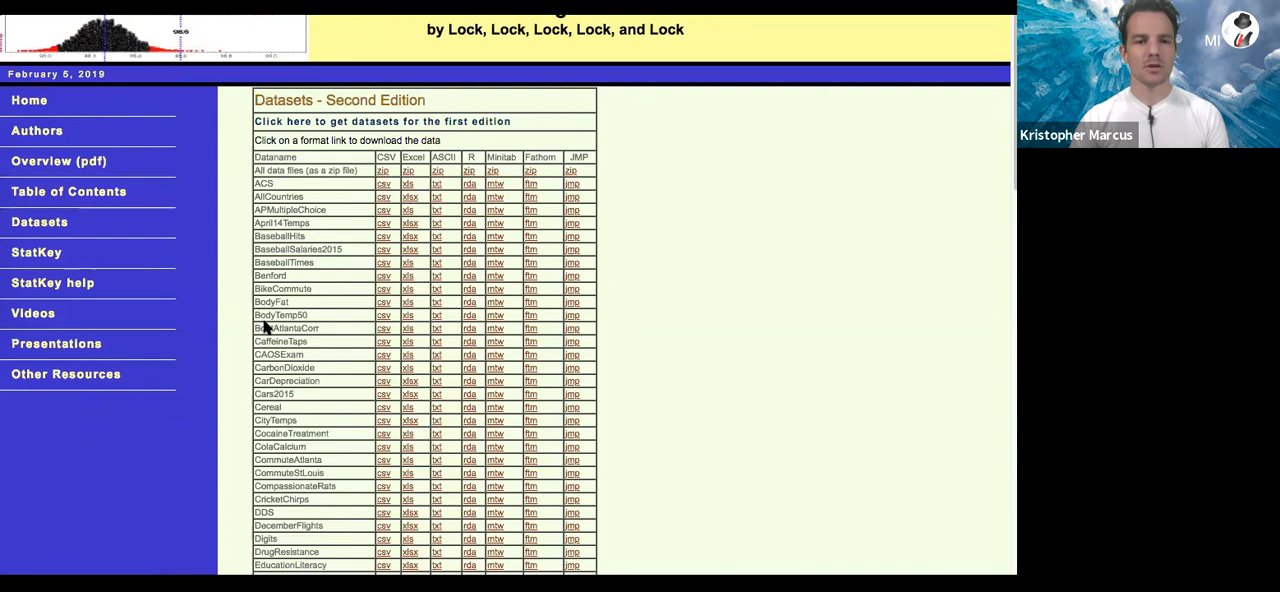 98.6
by Lock, Lock, Lock, Lock, and Lock
February 5, 2019
Home
Authors
Overview (pdf)
Table of Contents
Datasets
StatKey
StatKey help
Videos
Presentations
Other Resources
Datasets - Second Edition
Click here to get datasets for the first edition
Click on a format link to download the data
Dataname CSV Excel ASCII R Minitab Fathom JMP
All data files (as a zip file) zip zip zip zip zip zip zip
ACS csv xls txt rda mtw ftm jmp
AllCountries csv xlsx txt rda mtw ftm jmp
APMultipleChoice csv xls txt rda mtw ftm jmp
April14Temps csv xlsx txt rda mtw ftm jmp
BaseballHits csv xls txt rda mtw ftm jmp
BaseballSalaries2015 csv xlsx txt rda mtw ftm jmp
BaseballTimes csv xls txt rda mtw ftm jmp
Benford csv xls txt rda mtw ftm jmp
BikeCommute csv xls txt rda mtw ftm jmp
BodyFat csv xls txt rda mtw ftm jmp
BodyTemp50 csv xls txt rda mtw ftm jmp
csv xls txt rda mtw ftm jmp
CaffeineTaps csv xls txt rda mtw ftm jmp
CAOSExam csv xls txt rda mtw ftm jmp
CarbonDioxide csv xls txt rda mtw ftm jmp
CarDepreciation csv xlsx txt rda mtw ftm jmp
Cars2015 csv xlsx txt rda mtw ftm jmp
Cereal csv xls txt rda mtw ftm jmp
CityTemps csv xlsx txt rda mtw ftm jmp
CocaineTreatment csv xls txt rda mtw ftm jmp
ColaCalcium csv xls txt rda mtw ftm jmp
CommuteAtlanta csv xls txt rda mtw ftm jmp
CommuteStLouis csv xls txt rda mtw ftm jmp
CompassionateRats csv xls txt rda mtw ftm jmp
CricketChirps csv xls txt rda mtw ftm jmp
DDS csv xlsx txt rda mtw ftm jmp
DecemberFlights csv xlsx txt rda mtw ftm jmp
Digits csv xls txt rda mtw ftm jmp
DrugResistance csv xlsx txt rda mtw ftm jmp
EducationLiteracy csv xlsx txt rda mtw ftm jmp
MI
Kristopher Marcus